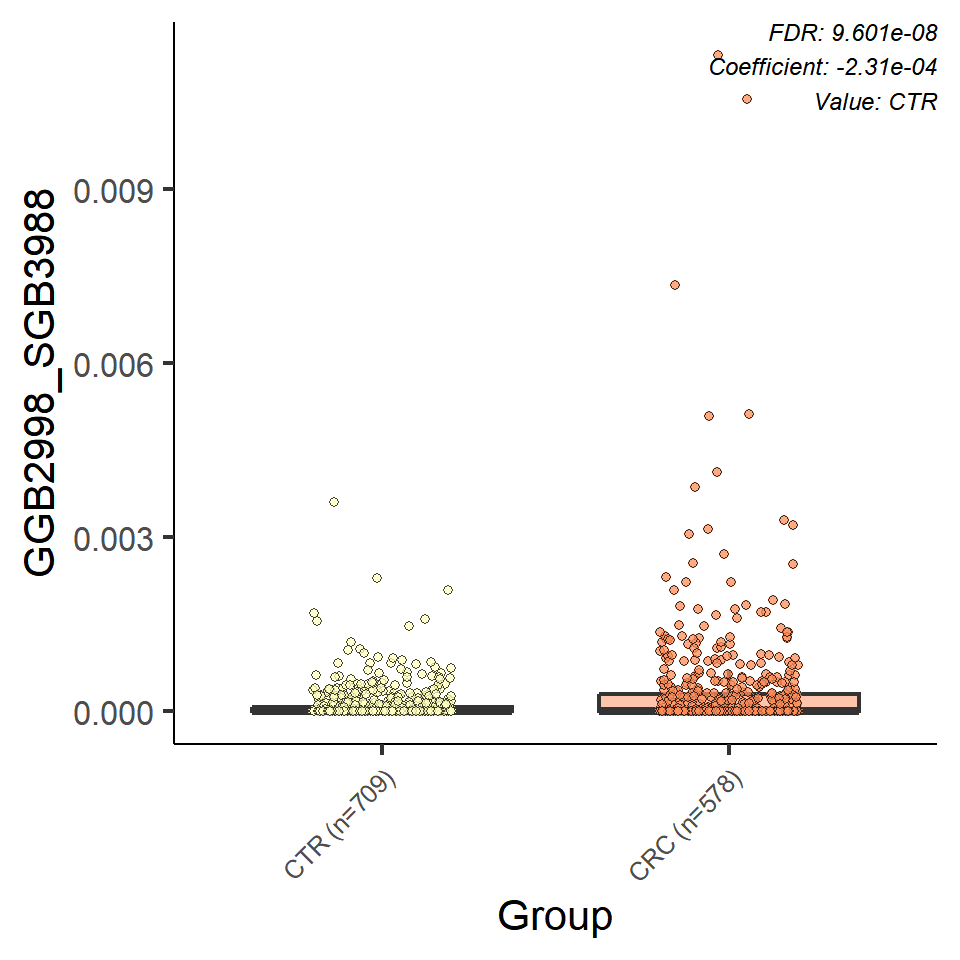 FDR: 9.601e-08
Coefficient: -2.31e-04
Value: CTR
GGB2998_SGB3988
0.009
0.006
0.003
0.000
CTR (n=709)
CRC (n=578)
Group